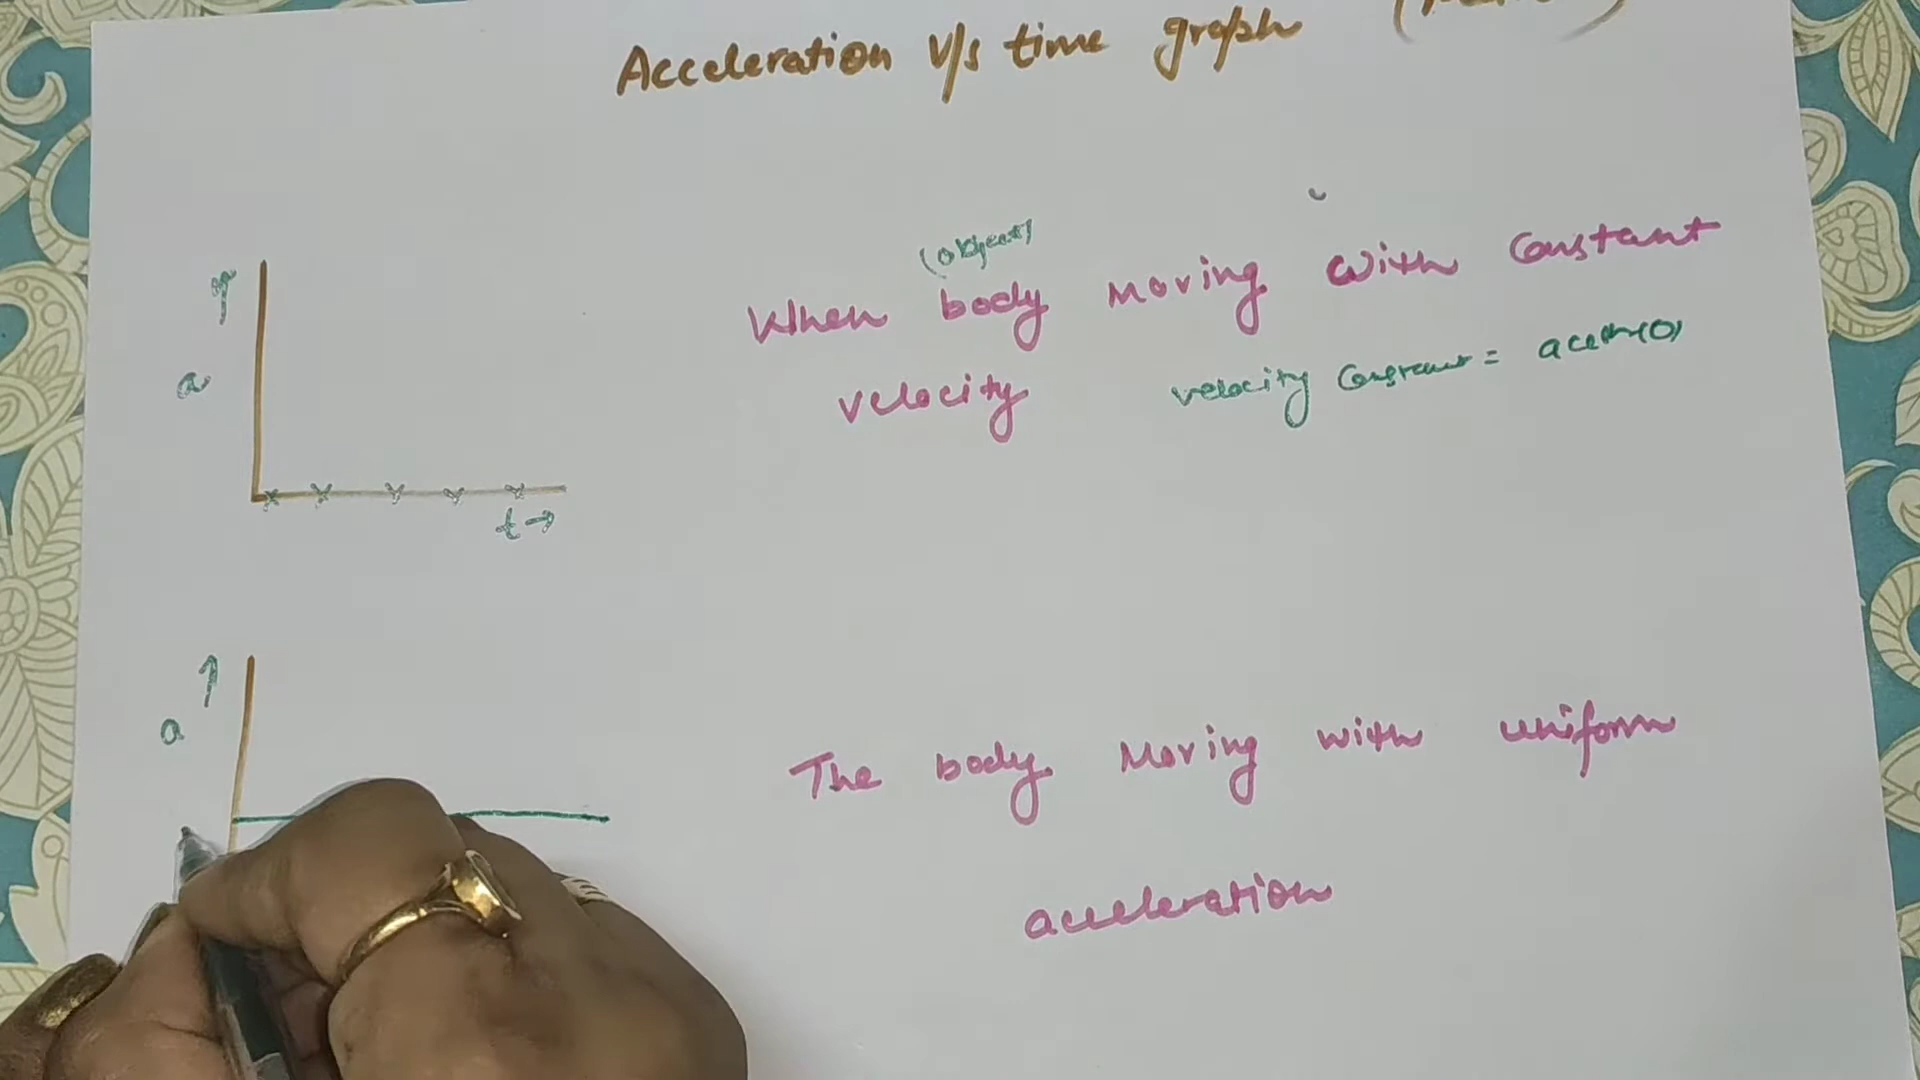 Acceleration V/s time graph
(object)
When body moving with constant
velocity velocity constant = acctn(0)
a
t→
a
The body moving with uniform
acceleration